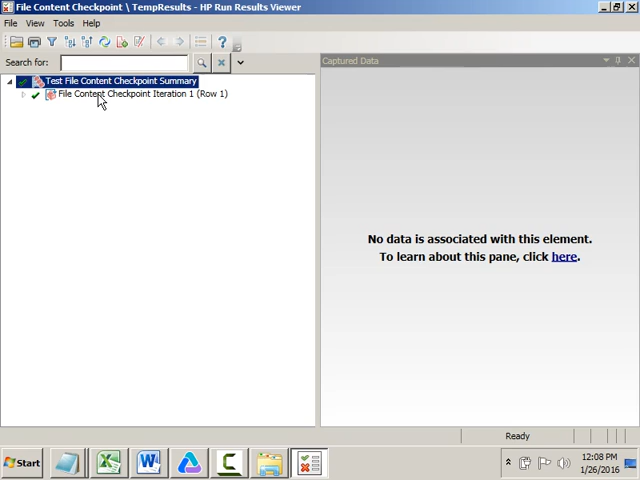 File Content Checkpoint \ TempResults - HP Run Results Viewer
File View Tools Help
Search for:
Captured Data
Test File Content Checkpoint Summary
File Content Checkpoint Iteration 1 (Row 1)
No data is associated with this element.
To learn about this pane, click here.
Ready
Start
12:08 PM
1/26/2016